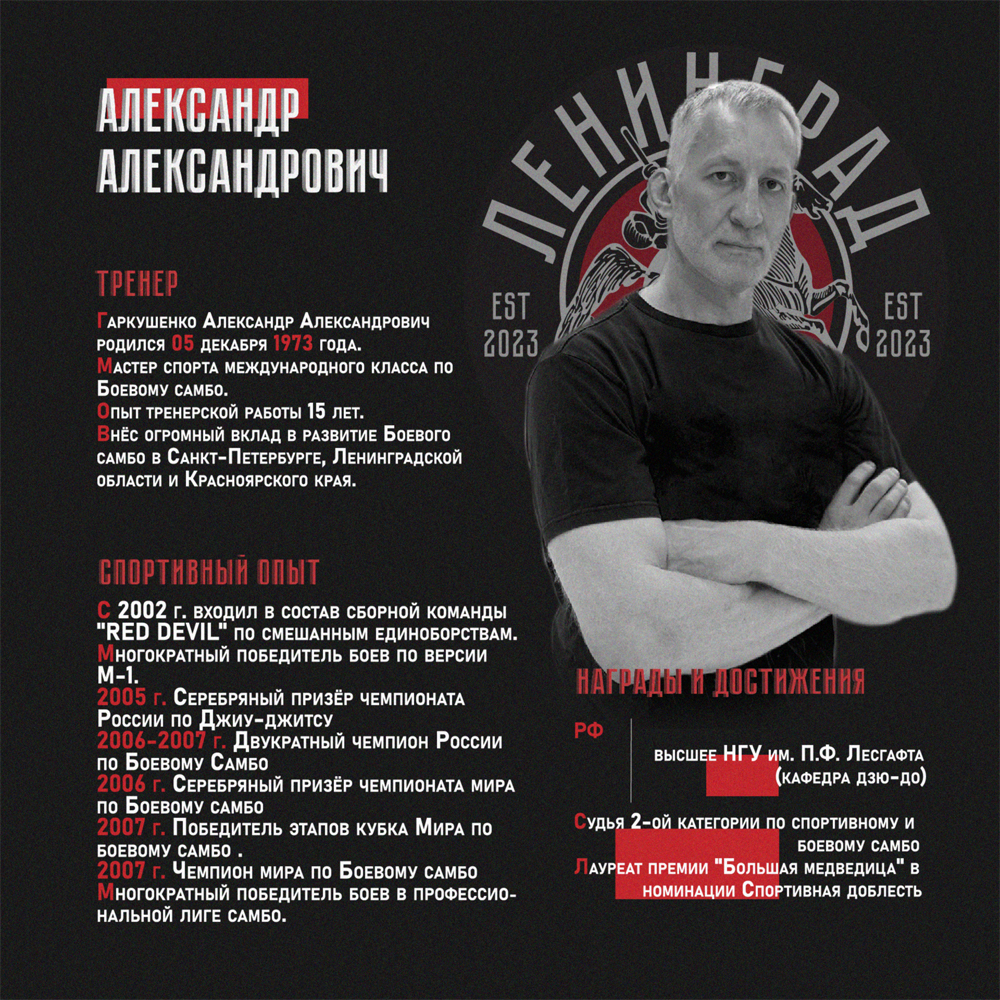 АЛЕКСАНДР
АЛЕКСАНДРОВИЧ
ЛЕНИНГРАД
EST
2023
EST
2023
ТРЕНЕР
Гаркушенко Александр Александрович
родился 05 декабря 1973 года.
Мастер спорта международного класса по
Боевому самбо.
Опыт тренерской работы 15 лет.
Внёс огромный вклад в развитие Боевого
самбо в Санкт-Петербурге, Ленинградской
области и Красноярского края.
СПОРТИВНЫЙ ОПЫТ
С 2002 г. входил в состав сборной команды
"RED DEVIL" по смешанным единоборствам.
Многократный победитель боев по версии
М-1.
2005 г. Серебряный призёр чемпионата
России по Джиу-джитсу
2006-2007 г. Двукратный чемпион России
по Боевому Самбо
2006 г. Серебряный призёр чемпионата мира
по Боевому самбо
2007 г. Победитель этапов кубка Мира по
боевому самбо .
2007 г. Чемпион мира по Боевому самбо
Многократный победитель боев в профессио-
нальной лиге самбо.
НАГРАДЫ И ДОСТИЖЕНИЯ
РФ
высшее НГУ им. П.Ф. Лесгафта
(кафедра дзю-до)
Судья 2-ой категории по спортивному и
боевому самбо
Лауреат премии "Большая медведица" в
номинации Спортивная доблесть